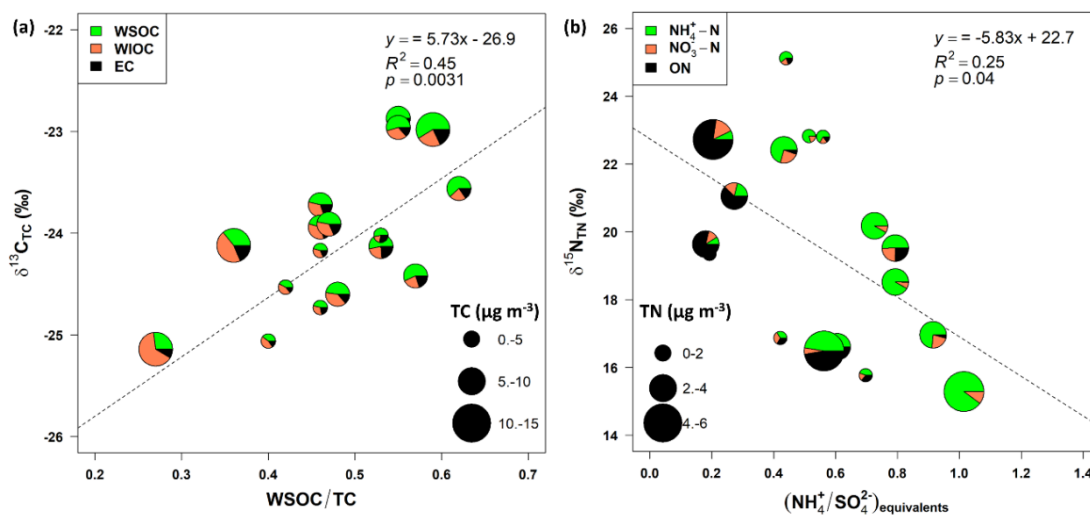 (a)
WSOC
WIOC
EC
y = = 5.73x - 26.9
R² = 0.45
p = 0.0031
-22
-23
-24
-25
-26
δ¹³C_TC (‰)
TC (µg m⁻³)
0.-5
5.-10
10.-15
0.2 0.3 0.4 0.5 0.6 0.7
WSOC/TC
(b)
NH₄⁺ – N
NO₃⁻ – N
ON
y = = -5.83x + 22.7
R² = 0.25
p = 0.04
26
24
22
20
18
16
14
δ¹⁵N_TN (‰)
TN (µg m⁻³)
0-2
2.-4
4.-6
0.0 0.2 0.4 0.6 0.8 1.0 1.2 1.4
(NH₄⁺/SO₄²⁻)equivalents